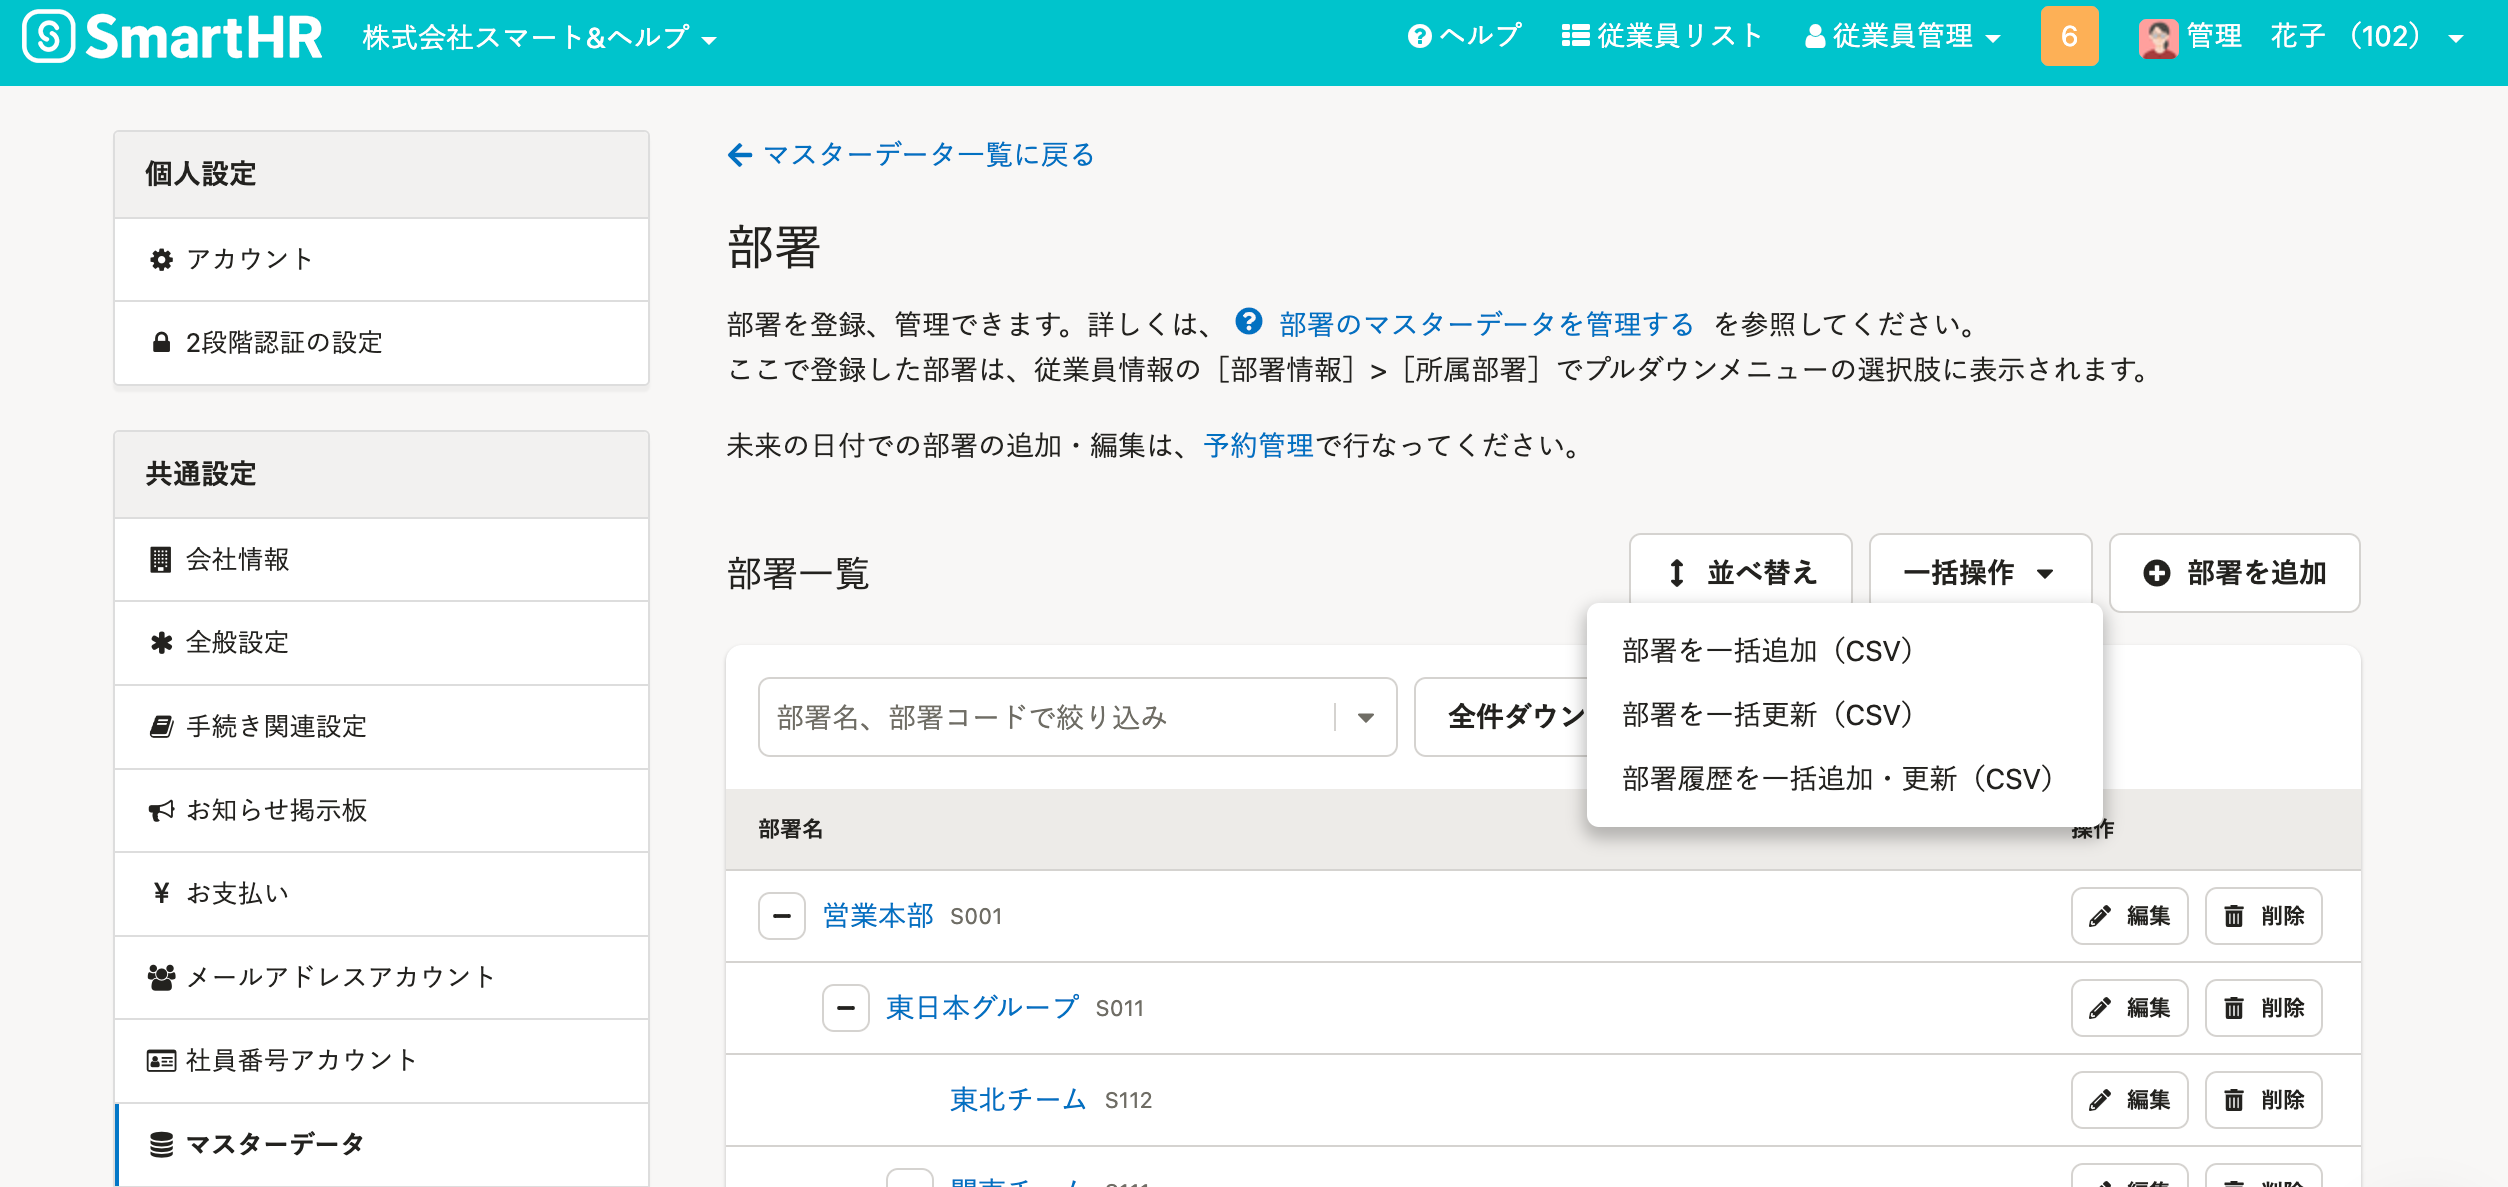 SmartHR
株式会社スマート&ヘルプ
ヘルプ
従業員リスト
従業員管理
6
管理 花子 （102）
個人設定
アカウント
2段階認証の設定
共通設定
会社情報
全般設定
手続き関連設定
お知らせ掲示板
お支払い
メールアドレスアカウント
社員番号アカウント
マスターデータ
マスターデータ一覧に戻る
部署
部署を登録、管理できます。詳しくは、 部署のマスターデータを管理する を参照してください。
ここで登録した部署は、従業員情報の［部署情報］>［所属部署］でプルダウンメニューの選択肢に表示されます。
未来の日付での部署の追加・編集は、予約管理で行なってください。
部署一覧
並べ替え
一括操作
部署を追加
部署を一括追加（CSV）
部署を一括更新（CSV）
部署履歴を一括追加・更新（CSV）
部署名、部署コードで絞り込み
全件ダウン
部署名
操作
営業本部 S001
編集
削除
東日本グループ S011
編集
削除
東北チーム S112
編集
削除
関東チーム S111
編集
削除